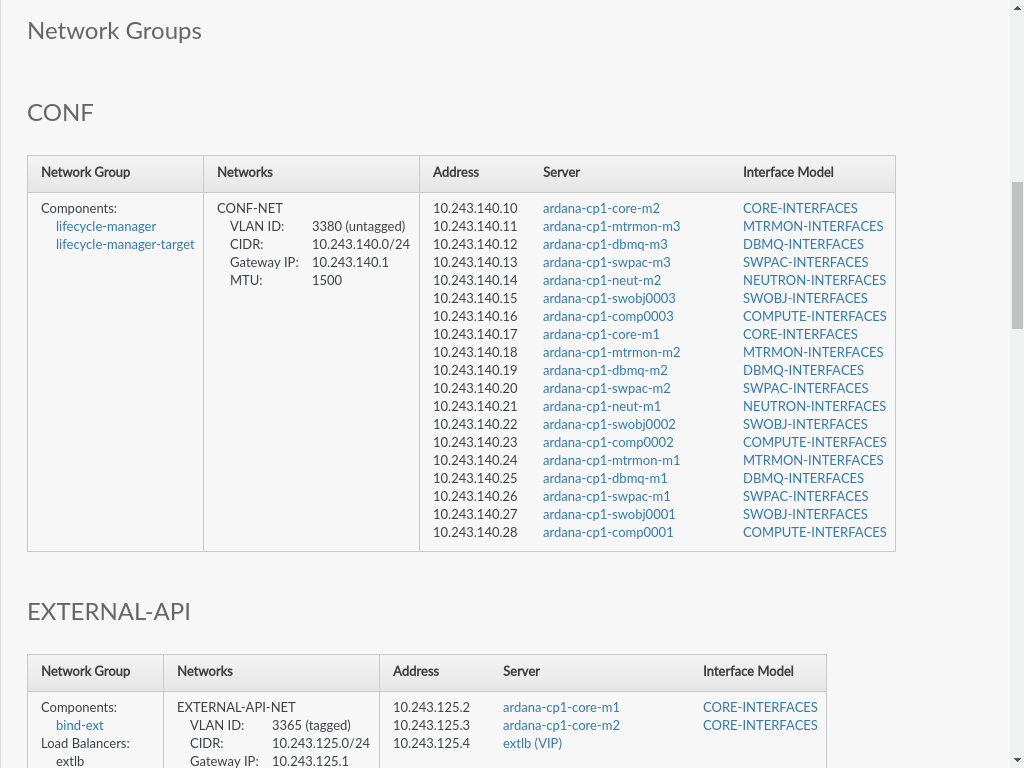 Network Groups
CONF
Network Group Networks Address Server Interface Model
Components: CONF-NET 10.243.140.10 ardana-cp1-core-m2 CORE-INTERFACES
lifecycle-manager VLAN ID: 3380 (untagged) 10.243.140.11 ardana-cp1-mtrmon-m3 MTRMON-INTERFACES
lifecycle-manager-target CIDR: 10.243.140.0/24 10.243.140.12 ardana-cp1-dbmq-m3 DBMQ-INTERFACES
Gateway IP: 10.243.140.1 10.243.140.13 ardana-cp1-swpac-m3 SWPAC-INTERFACES
MTU: 1500 10.243.140.14 ardana-cp1-neut-m2 NEUTRON-INTERFACES
10.243.140.15 ardana-cp1-swobj0003 SWOBJ-INTERFACES
10.243.140.16 ardana-cp1-comp0003 COMPUTE-INTERFACES
10.243.140.17 ardana-cp1-core-m1 CORE-INTERFACES
10.243.140.18 ardana-cp1-mtrmon-m2 MTRMON-INTERFACES
10.243.140.19 ardana-cp1-dbmq-m2 DBMQ-INTERFACES
10.243.140.20 ardana-cp1-swpac-m2 SWPAC-INTERFACES
10.243.140.21 ardana-cp1-neut-m1 NEUTRON-INTERFACES
10.243.140.22 ardana-cp1-swobj0002 SWOBJ-INTERFACES
10.243.140.23 ardana-cp1-comp0002 COMPUTE-INTERFACES
10.243.140.24 ardana-cp1-mtrmon-m1 MTRMON-INTERFACES
10.243.140.25 ardana-cp1-dbmq-m1 DBMQ-INTERFACES
10.243.140.26 ardana-cp1-swpac-m1 SWPAC-INTERFACES
10.243.140.27 ardana-cp1-swobj0001 SWOBJ-INTERFACES
10.243.140.28 ardana-cp1-comp0001 COMPUTE-INTERFACES
EXTERNAL-API
Network Group Networks Address Server Interface Model
Components: EXTERNAL-API-NET 10.243.125.2 ardana-cp1-core-m1 CORE-INTERFACES
bind-ext VLAN ID: 3365 (tagged) 10.243.125.3 ardana-cp1-core-m2 CORE-INTERFACES
Load Balancers: CIDR: 10.243.125.0/24 10.243.125.4 extlb (VIP)
extlb Gateway IP: 10.243.125.1